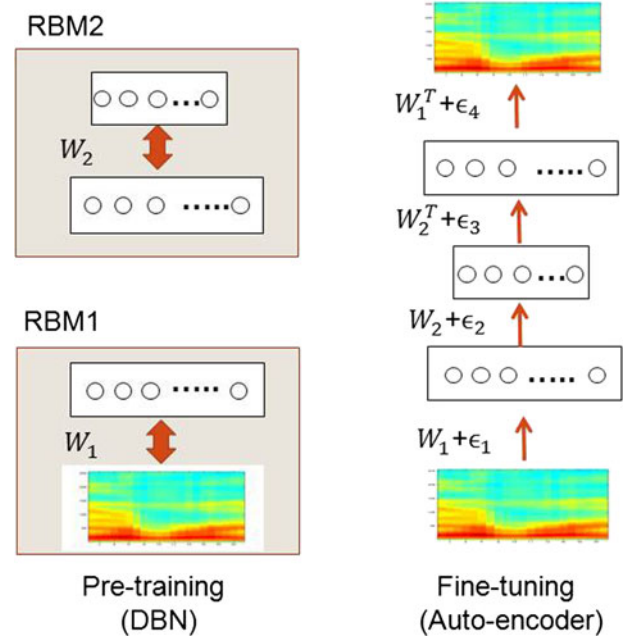 RBM2
W₂
RBM1
W₁
Pre-training
(DBN)
W₁ᵀ+ϵ₄
W₂ᵀ+ϵ₃
W₂+ϵ₂
W₁+ϵ₁
Fine-tuning
(Auto-encoder)